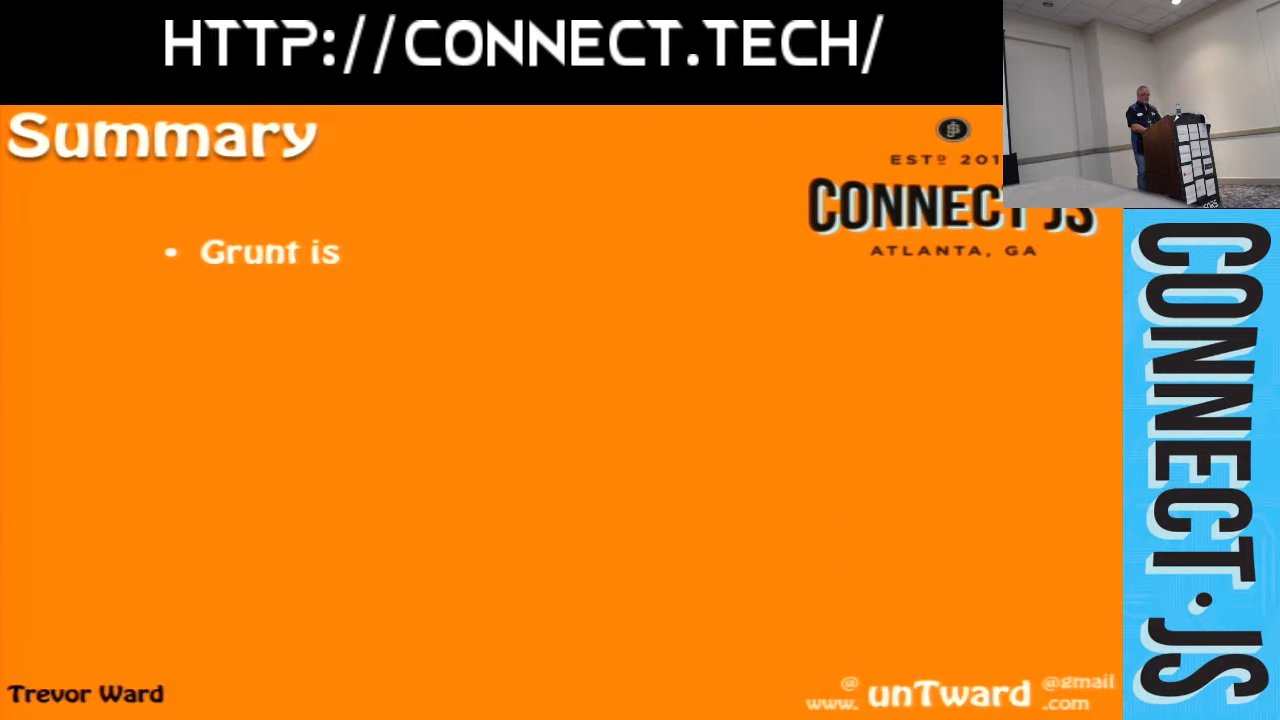 HTTP://CONNECT.TECH/
Summary
ESTD 201
CONNECT JS
ATLANTA, GA
• Grunt is
CONNECT·JS
Trevor Ward
@ unTward @gmail
www. .com